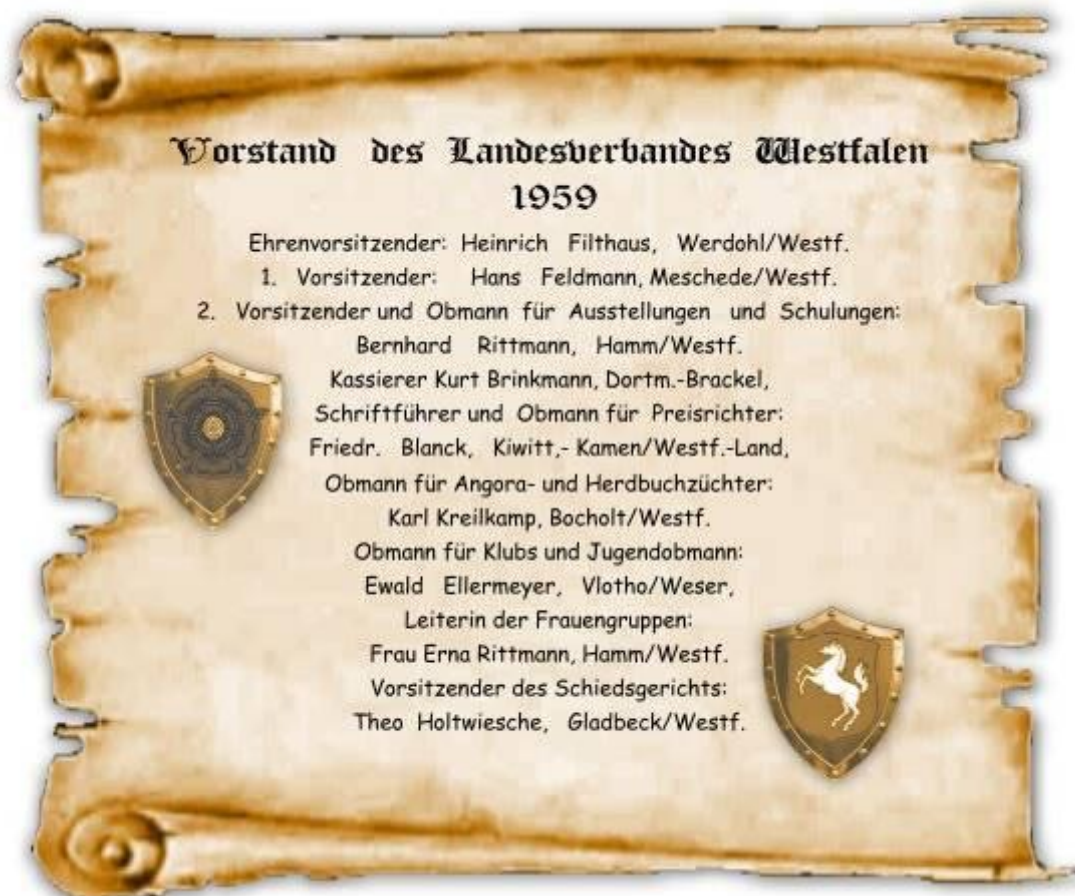 Vorstand des Landesverbandes Westfalen
1959
Ehrenvorsitzender: Heinrich Filthaus, Werdohl/Westf.
1. Vorsitzender: Hans Feldmann, Meschede/Westf.
2. Vorsitzender und Obmann für Ausstellungen und Schulungen:
Bernhard Rittmann, Hamm/Westf.
Kassierer Kurt Brinkmann, Dortm.-Brackel,
Schriftführer und Obmann für Preisrichter:
Friedr. Blanck, Kiwitt,- Kamen/Westf.-Land,
Obmann für Angora- und Herdbuchzüchter:
Karl Kreilkamp, Bocholt/Westf.
Obmann für Klubs und Jugendobmann:
Ewald Ellermeyer, Vlotho/Weser,
Leiterin der Frauengruppen:
Frau Erna Rittmann, Hamm/Westf.
Vorsitzender des Schiedsgerichts:
Theo Holtwiesche, Gladbeck/Westf.